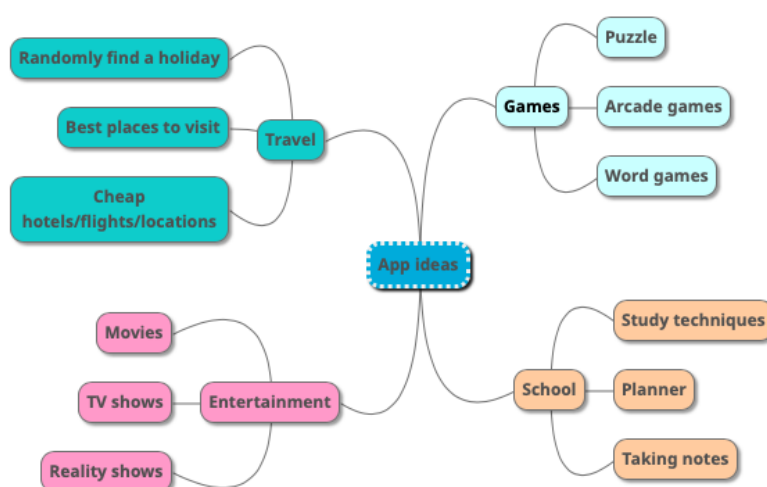 Randomly find a holiday
Best places to visit
Travel
Cheap
hotels/flights/locations
Puzzle
Games
Arcade games
Word games
App ideas
Movies
TV shows
Entertainment
Reality shows
Study techniques
School
Planner
Taking notes